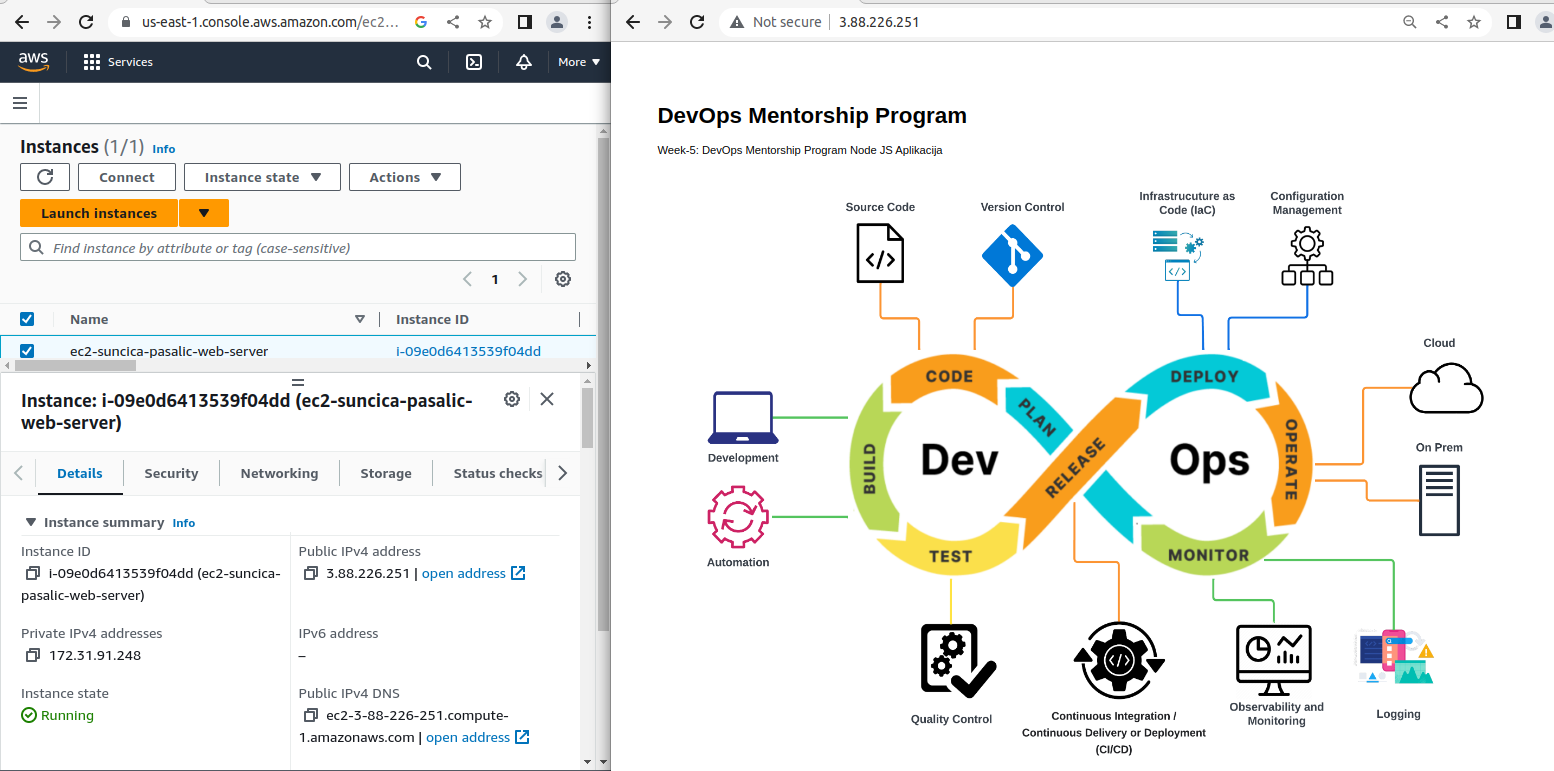 us-east-1.console.aws.amazon.com/ec2...
Not secure 3.88.226.251
aws
Services
More
Instances (1/1) Info
Connect
Instance state
Actions
Launch instances
Find instance by attribute or tag (case-sensitive)
1
Name
Instance ID
ec2-suncica-pasalic-web-server
i-09e0d6413539f04dd
Instance: i-09e0d6413539f04dd (ec2-suncica-pasalic-
web-server)
Details
Security
Networking
Storage
Status checks
Instance summary Info
Instance ID
i-09e0d6413539f04dd (ec2-suncica-
pasalic-web-server)
Public IPv4 address
3.88.226.251 | open address
Private IPv4 addresses
172.31.91.248
IPv6 address
–
Instance state
Running
Public IPv4 DNS
ec2-3-88-226-251.compute-
1.amazonaws.com | open address
DevOps Mentorship Program
Week-5: DevOps Mentorship Program Node JS Aplikacija
Source Code
Version Control
Infrastrucuture as
Code (IaC)
Configuration
Management
Cloud
On Prem
Development
Automation
CODE
PLAN
BUILD
TEST
RELEASE
DEPLOY
OPERATE
MONITOR
Dev
Ops
Quality Control
Continuous Integration /
Continuous Delivery or Deployment
(CI/CD)
Observability and
Monitoring
Logging